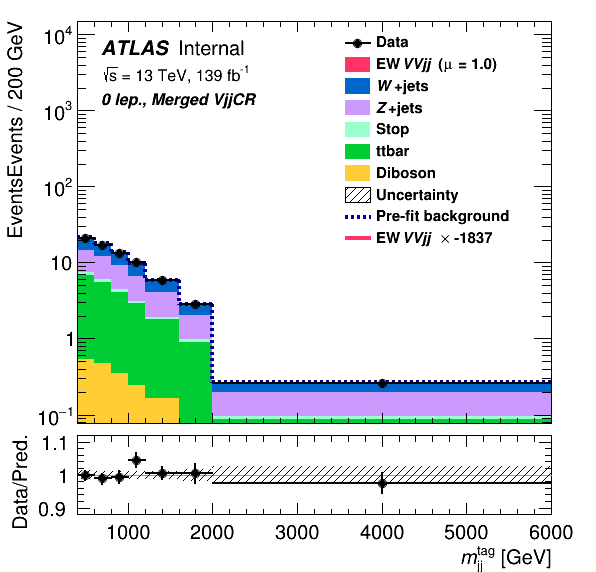 ATLAS Internal
√s = 13 TeV, 139 fb⁻¹
0 lep., Merged VjjCR
Data
EW VVjj (μ = 1.0)
W+jets
Z+jets
Stop
ttbar
Diboson
Uncertainty
Pre-fit background
EW VVjj × -1837
EventsEvents / 200 GeV
10⁴
10³
10²
10
1
10⁻¹
Data/Pred.
1.1
1
0.9
1000 2000 3000 4000 5000 6000
m_jj^tag [GeV]